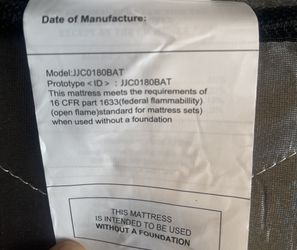 Date of Manufacture:
Model:JJC0180BAT
Prototype <ID> : JJC0180BAT
This mattress meets the requirements of
16 CFR part 1633(federal flammabillity)
(open flame)standard for mattress sets)
when used without a foundation
THIS MATTRESS
IS INTENDED TO BE USED
WITHOUT A FOUNDATION